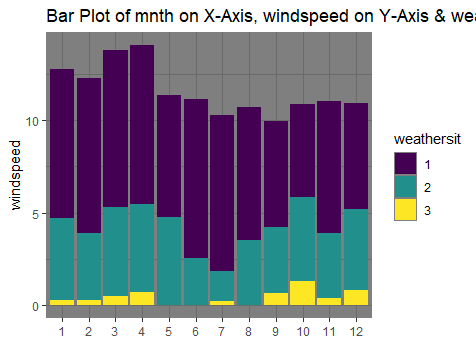 Bar Plot of mnth on X-Axis, windspeed on Y-Axis & wea
windspeed
10
5
0
1 2 3 4 5 6 7 8 9 10 11 12
weathersit
1
2
3